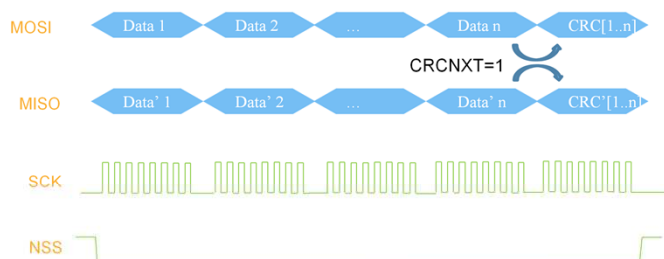 MOSI Data 1 Data 2 ... Data n CRC[1..n]
CRCNXT=1
MISO Data' 1 Data' 2 ... Data' n CRC'[1..n]
SCK
NSS